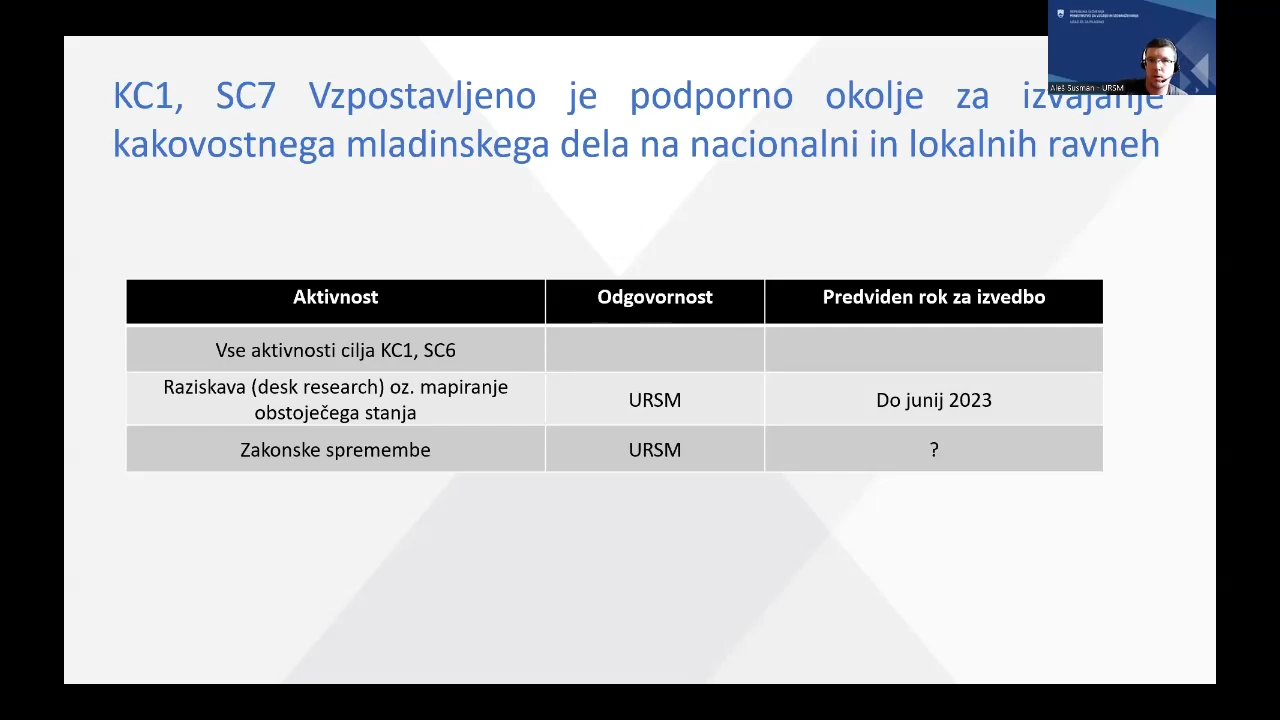 REPUBLIKA SLOVENIJA
KC1, SC7 Vzpostavljeno je podporno okolje za izvajanje
kakovostnega mladinskega dela na nacionalni in lokalnih ravneh
Aleš Susman - URSM
Aktivnost Odgovornost Predviden rok za izvedbo
Vse aktivnosti cilja KC1, SC6
Raziskava (desk research) oz. mapiranje
obstoječega stanja URSM Do junij 2023
Zakonske spremembe URSM ?